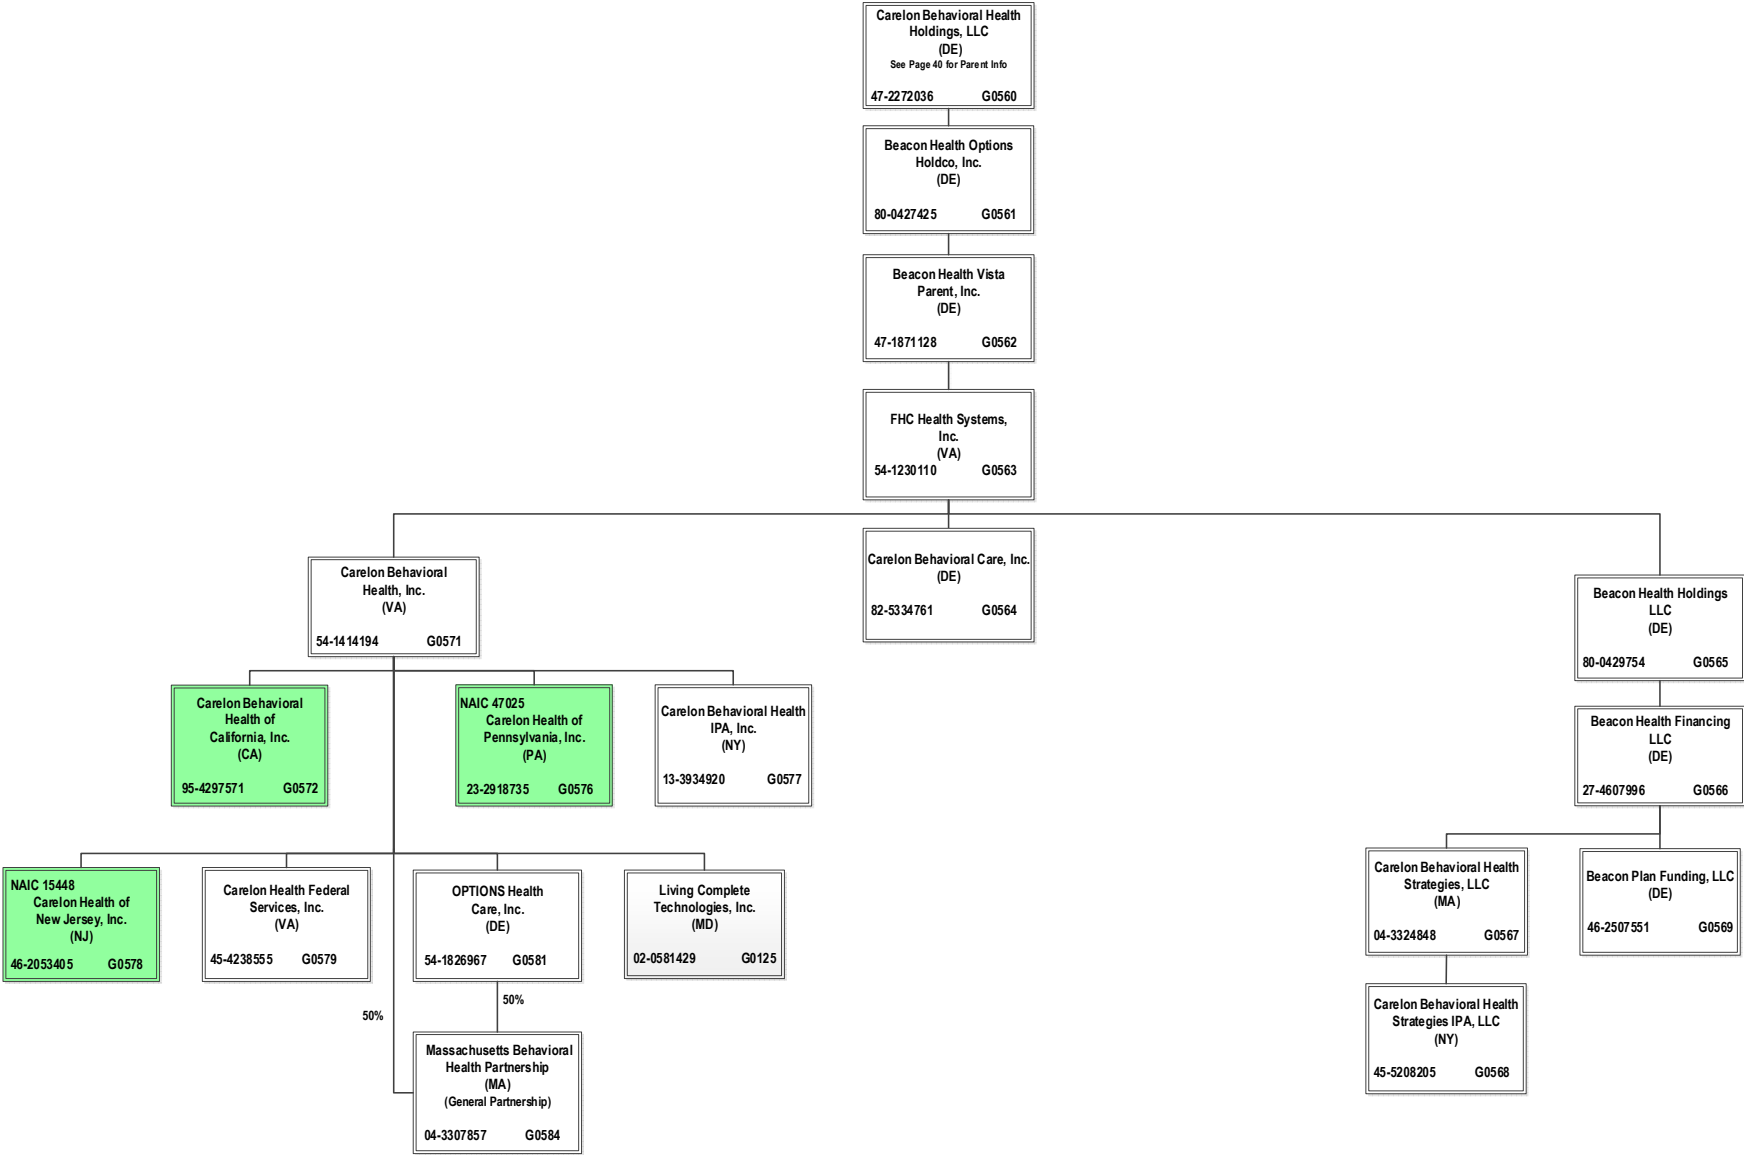 Carelon Behavioral Health
Holdings, LLC
(DE)
See Page 40 for Parent Info
47-2272036 G0560
Beacon Health Options
Holdco, Inc.
(DE)
80-0427425 G0561
Beacon Health Vista
Parent, Inc.
(DE)
47-1871128 G0562
FHC Health Systems,
Inc.
(VA)
54-1230110 G0563
Carelon Behavioral
Health, Inc.
(VA)
54-1414194 G0571
Carelon Behavioral Care, Inc.
(DE)
82-5334761 G0564
Beacon Health Holdings
LLC
(DE)
80-0429754 G0565
Carelon Behavioral
Health of
California, Inc.
(CA)
95-4297571 G0572
NAIC 47025
Carelon Health of
Pennsylvania, Inc.
(PA)
23-2918735 G0576
Carelon Behavioral Health
IPA, Inc.
(NY)
13-3934920 G0577
Beacon Health Financing
LLC
(DE)
27-4607996 G0566
NAIC 15448
Carelon Health of
New Jersey, Inc.
(NJ)
46-2053405 G0578
Carelon Health Federal
Services, Inc.
(VA)
45-4238555 G0579
OPTIONS Health
Care, Inc.
(DE)
54-1826967 G0581
Living Complete
Technologies, Inc.
(MD)
02-0581429 G0125
Carelon Behavioral Health
Strategies, LLC
(MA)
04-3324848 G0567
Beacon Plan Funding, LLC
(DE)
46-2507551 G0569
50%
50%
Massachusetts Behavioral
Health Partnership
(MA)
(General Partnership)
04-3307857 G0584
Carelon Behavioral Health
Strategies IPA, LLC
(NY)
45-5208205 G0568